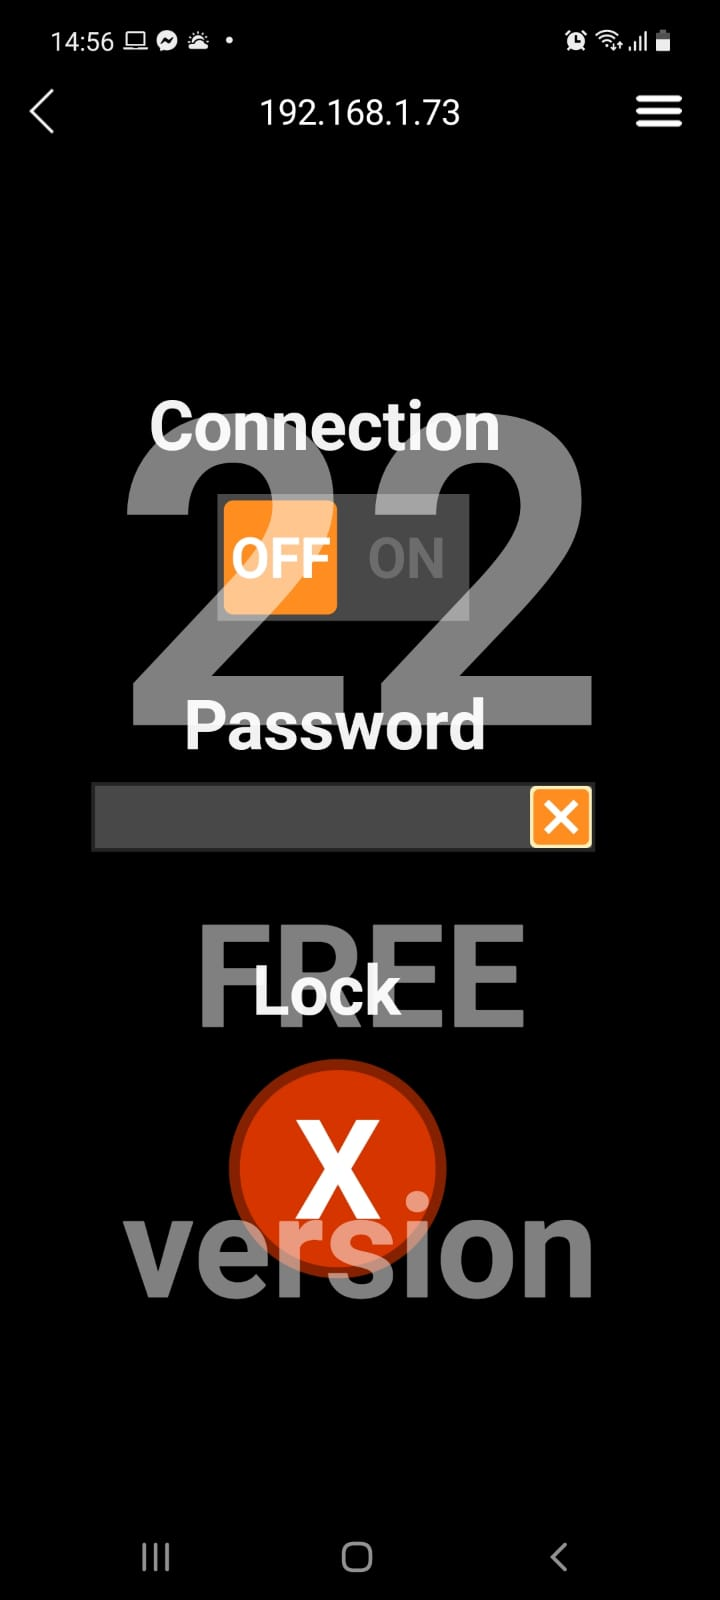 14:56
192.168.1.73
Connection
22
OFF ON
Password
FREE
Lock
X
version